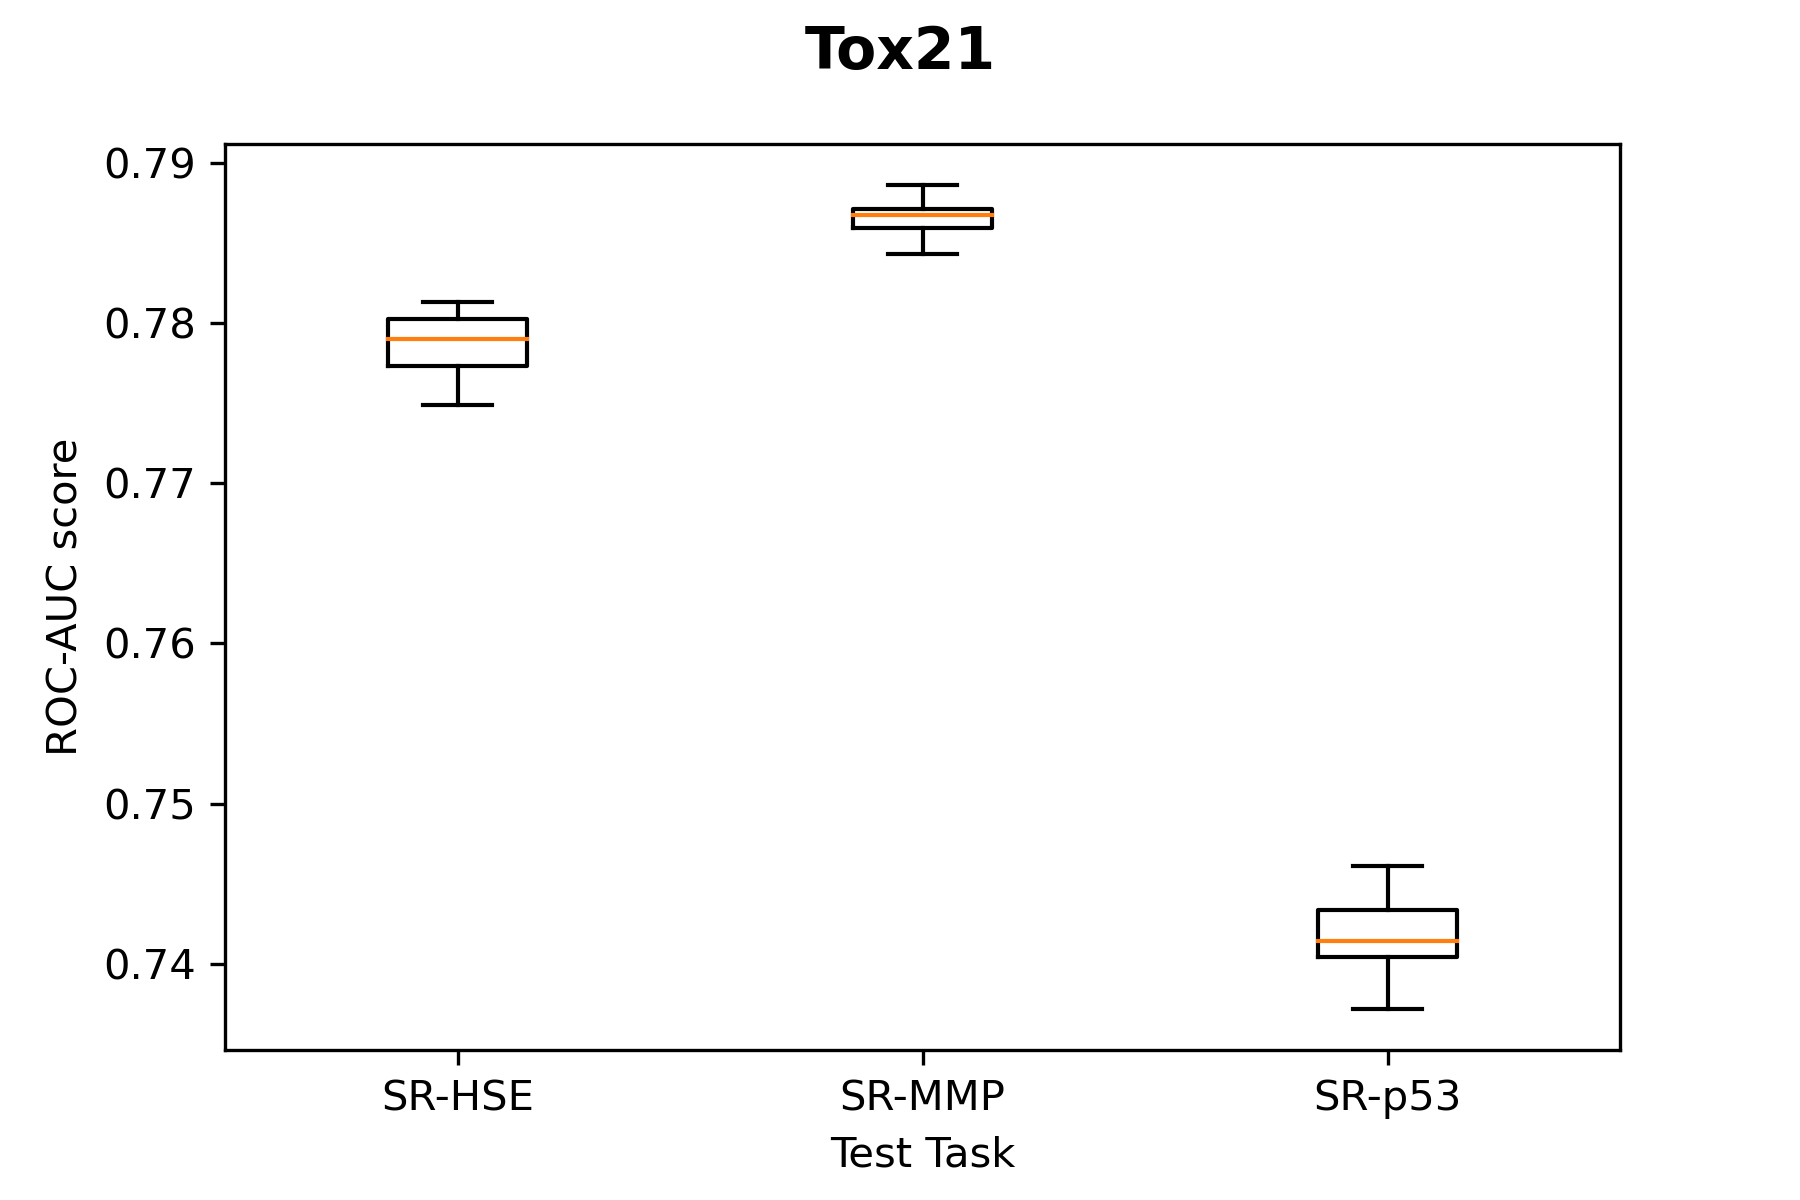 Tox21
0.79
0.78
0.77
0.76
0.75
0.74
ROC-AUC score
SR-HSE
SR-MMP
SR-p53
Test Task